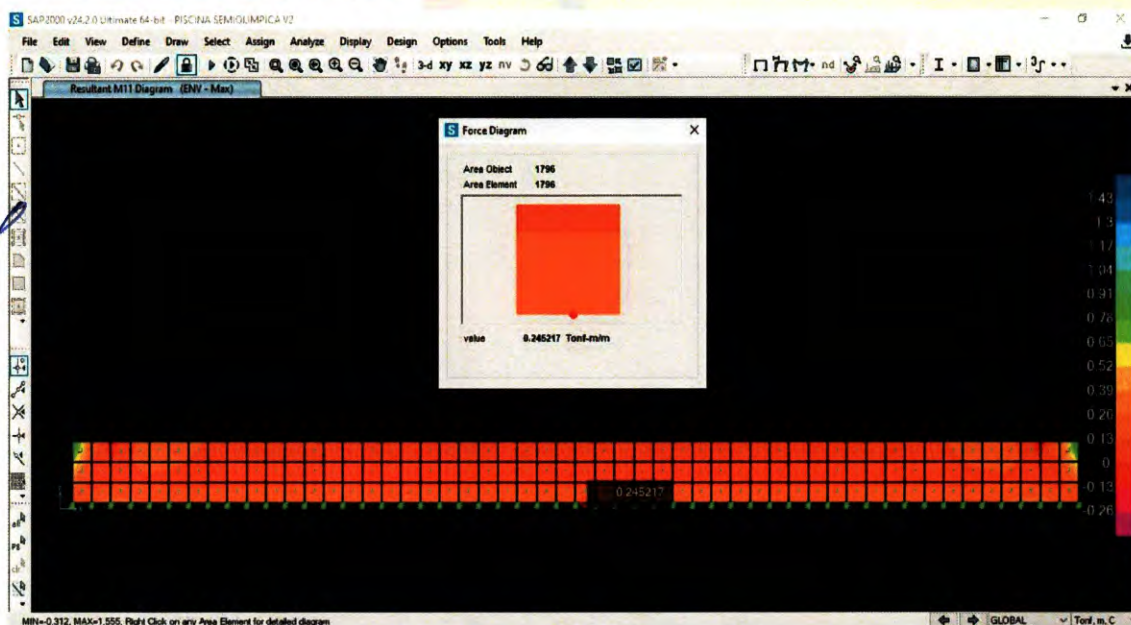 SAP2000 v24.2.0 Ultimate 64-bit - PISCINA SEMIOLIMPICA V2
File Edit View Define Draw Select Assign Analyze Display Design Options Tools Help
3-d xy xz yz nv
nd
Resultant M11 Diagram (ENV - Max)
Force Diagram
Area Object 1796
Area Element 1796
value 0.245217 Tonf-m/m
1.43
1.3
1.17
1.04
0.91
0.78
0.65
0.52
0.39
0.26
0.13
0
-0.13
-0.26
0.245217
all
PS
clr
MIN=-0.312, MAX=1.555, Right Click on any Area Element for detailed diagram
GLOBAL
Tonf, m, C